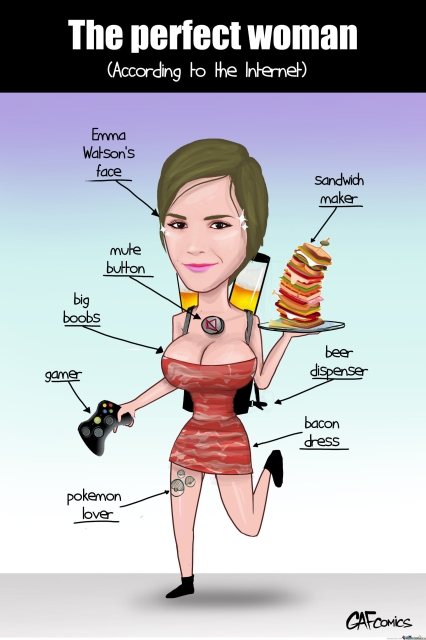 The perfect woman
(According to the Internet)
Emma
Watson's
face
sandwich
maker
mute
button
big
boobs
beer
dispenser
gamer
bacon
dress
pokemon
lover
GAFcomics